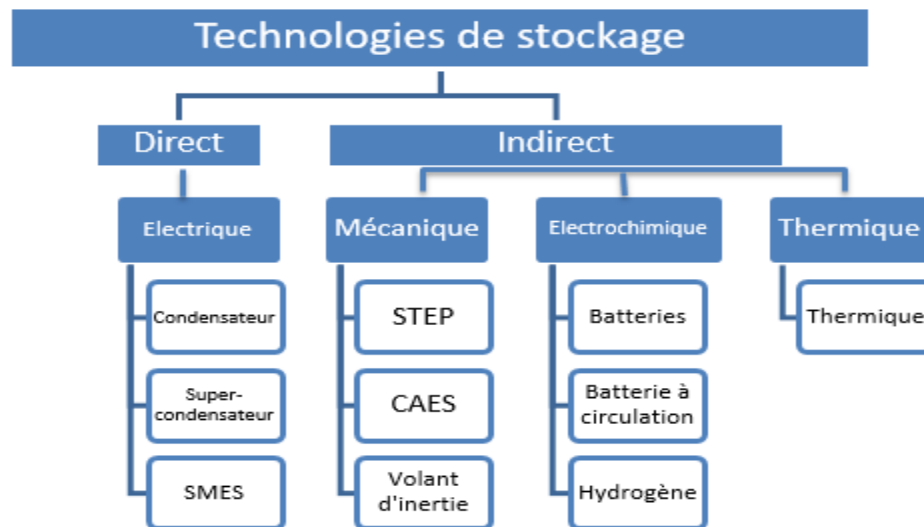 Technologies de stockage
Direct
Indirect
Electrique
Mécanique
Electrochimique
Thermique
Condensateur
STEP
Batteries
Thermique
Super-
condensateur
CAES
Batterie à
circulation
SMES
Volant
d'inertie
Hydrogène